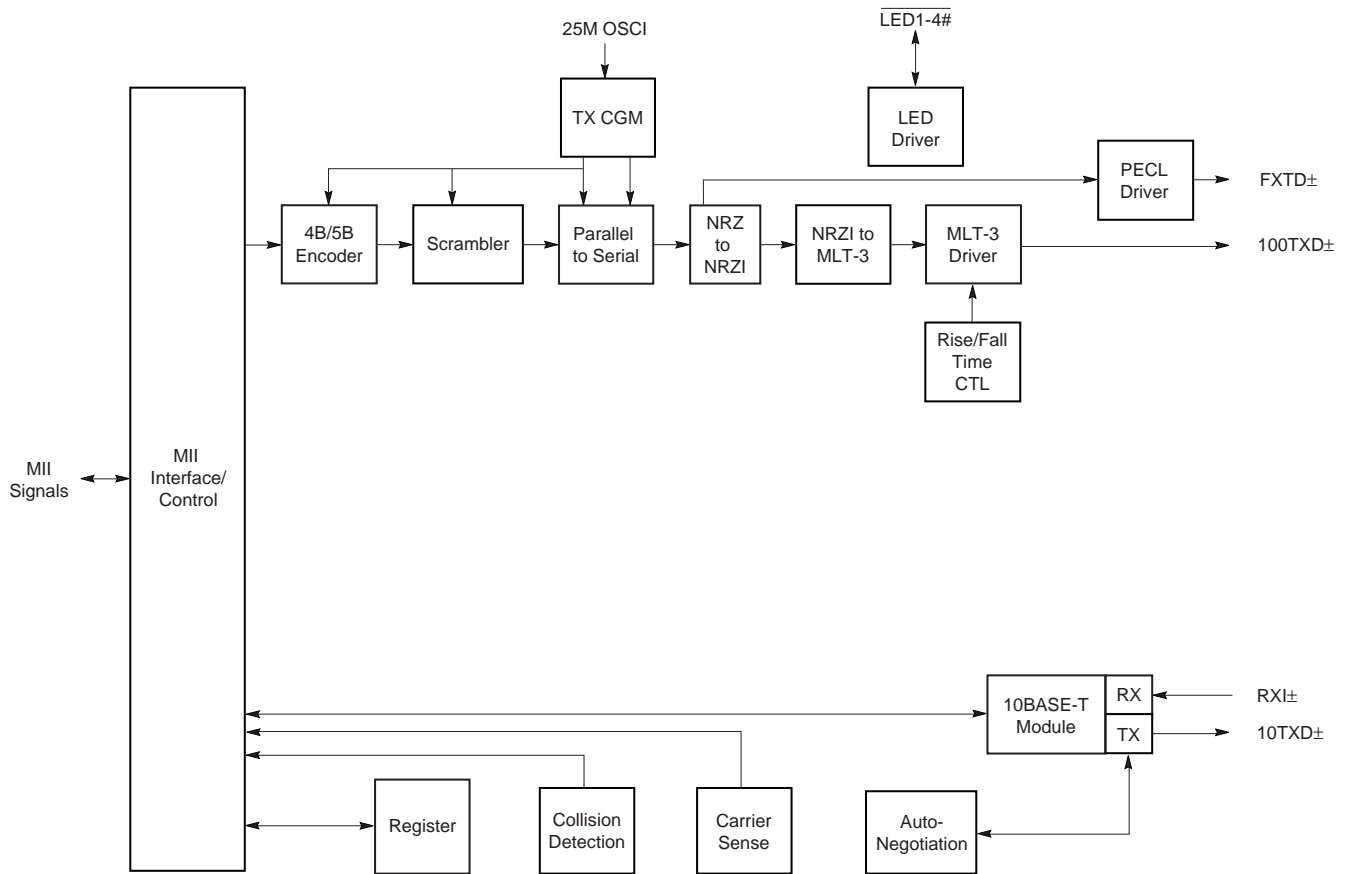 25M OSCI
LED1-4#
TX CGM
LED
Driver
PECL
Driver
FXTD±
4B/5B
Encoder
Scrambler
Parallel
to Serial
NRZ
to
NRZI
NRZI to
MLT-3
MLT-3
Driver
100TXD±
Rise/Fall
Time
CTL
MII
Signals
MII
Interface/
Control
10BASE-T
Module
RX
TX
RXI±
10TXD±
Register
Collision
Detection
Carrier
Sense
Auto-
Negotiation